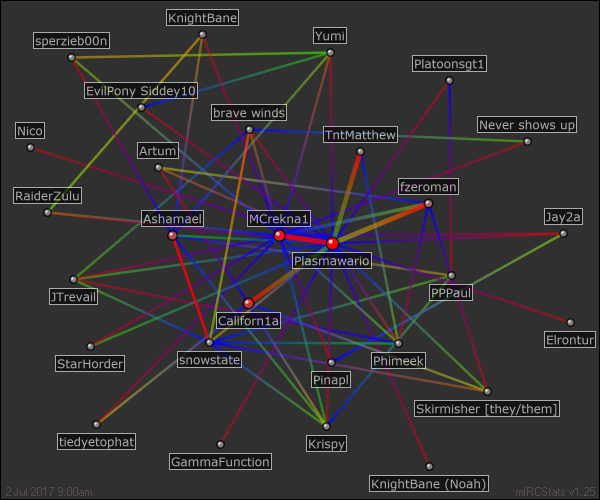 KnightBane
Yumi
sperzieb00n
Platoonsgt1
EvilPony Siddey10
brave winds
Never shows up
TntMatthew
Nico
Artum
fzeroman
RaiderZulu
Ashamael
MCrekna1
Jay2a
Plasmawario
PPPaul
JTrevail
Californ1a
Elrontur
StarHorder
snowstate
Phimeek
Pinapl
Skirmisher [they/them]
tiedyetophat
Krispy
GammaFunction
KnightBane (Noah)
2 Jul 2017 9:00am
mIRCStats v1.25